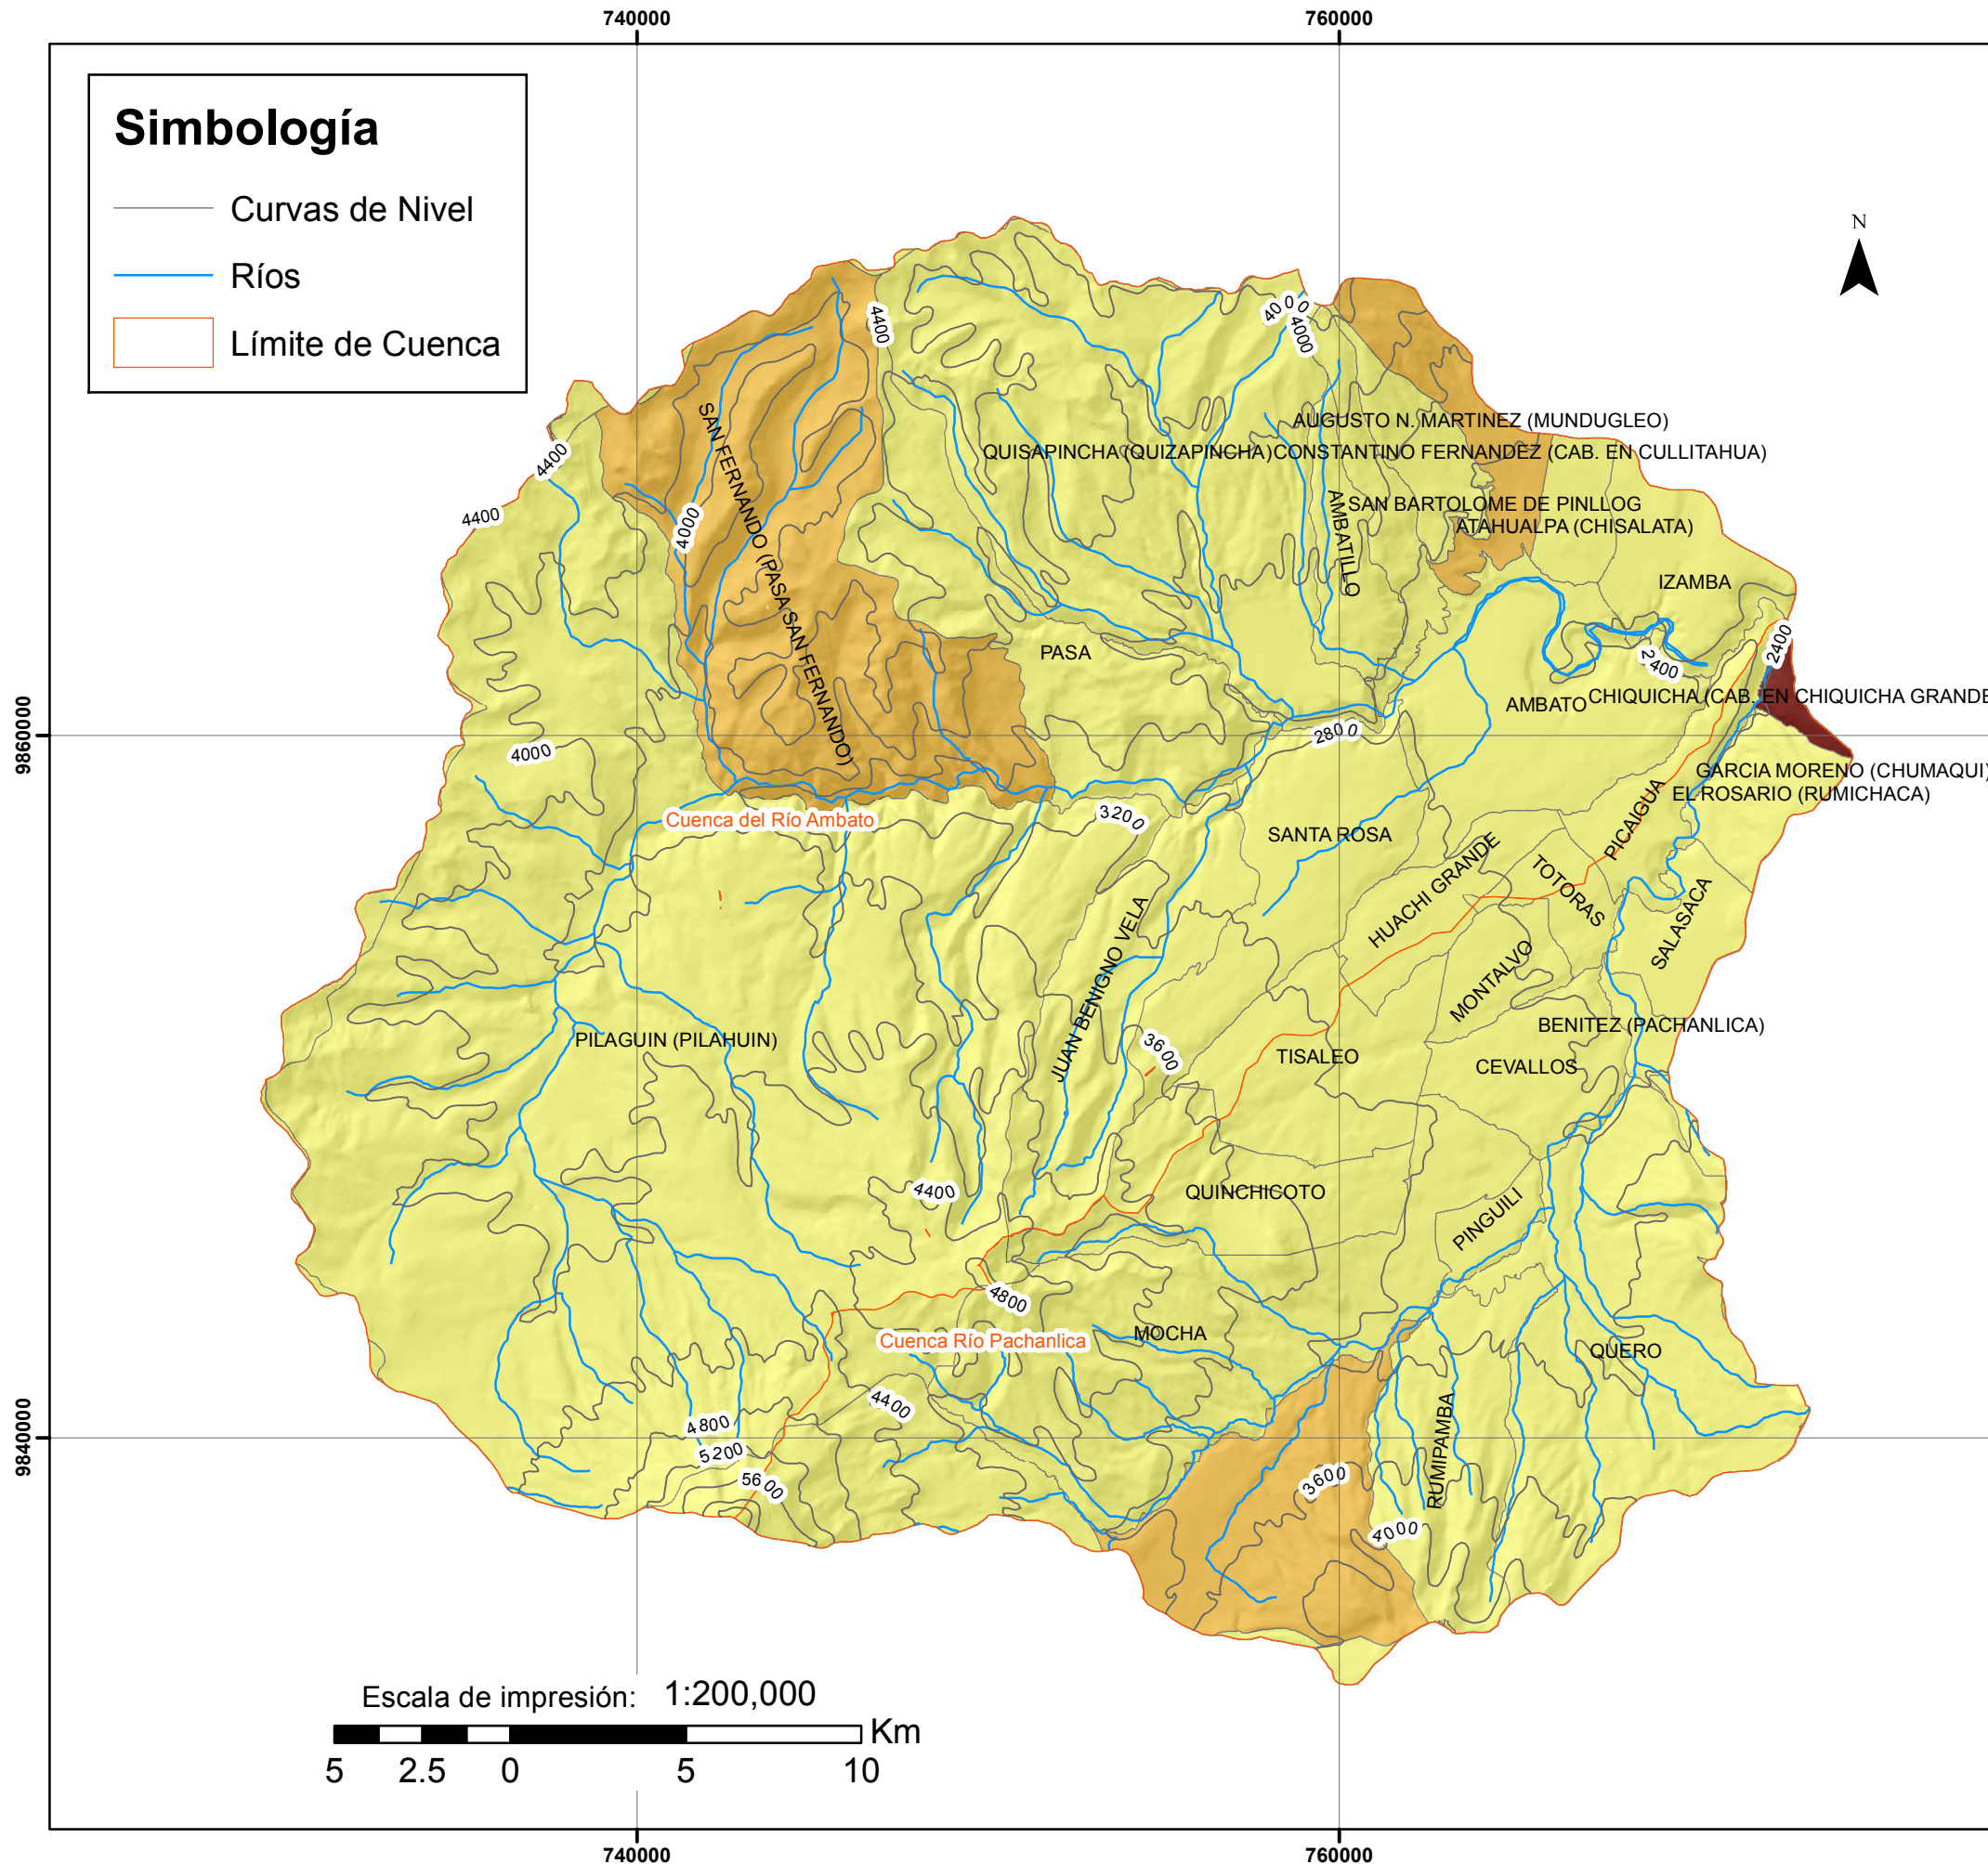 740000
760000
Simbología
Curvas de Nivel
Ríos
Límite de Cuenca
N
4000
4000
4400
AUGUSTO N. MARTINEZ (MUNDUGLEO)
QUISAPINCHA (QUIZAPINCHA)
CONSTANTINO FERNANDEZ (CAB. EN CULLITAHUA)
4400
4400
4000
SAN FERNANDO (PASA SAN FERNANDO)
AMBATILLO
SAN BARTOLOME DE PINLLOG
ATAHUALPA (CHISALATA)
IZAMBA
PASA
2400
2400
CHIQUICHA (CAB. EN CHIQUICHA GRANDE
AMBATO
9860000
4000
2800
GARCIA MORENO (CHUMAQUI)
EL ROSARIO (RUMICHACA)
Cuenca del Río Ambato
3200
SANTA ROSA
PICAIGUA
HUACHI GRANDE
TOTORAS
SALASACA
JUAN BENIGNO VELA
MONTALVO
BENITEZ (PACHANLICA)
PILAGUIN (PILAHUIN)
3600
TISALEO
CEVALLOS
4400
QUINCHICOTO
PINGUILI
4800
Cuenca Río Pachanlica
MOCHA
QUERO
4400
4800
5200
5600
9840000
RUMIPAMBA
3600
4000
Escala de impresión: 1:200,000
Km
5 2.5 0 5 10
740000
760000